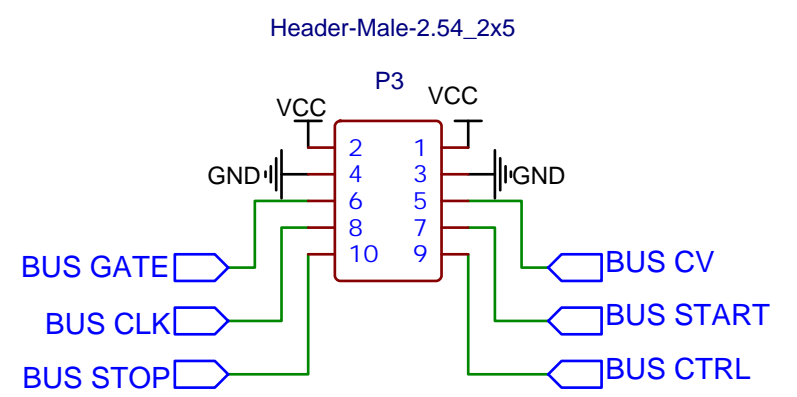 Header-Male-2.54_2x5
P3
VCC VCC
2 1
GND 4 3 GND
6 5
8 7
10 9
BUS GATE BUS CV
BUS CLK BUS START
BUS STOP BUS CTRL